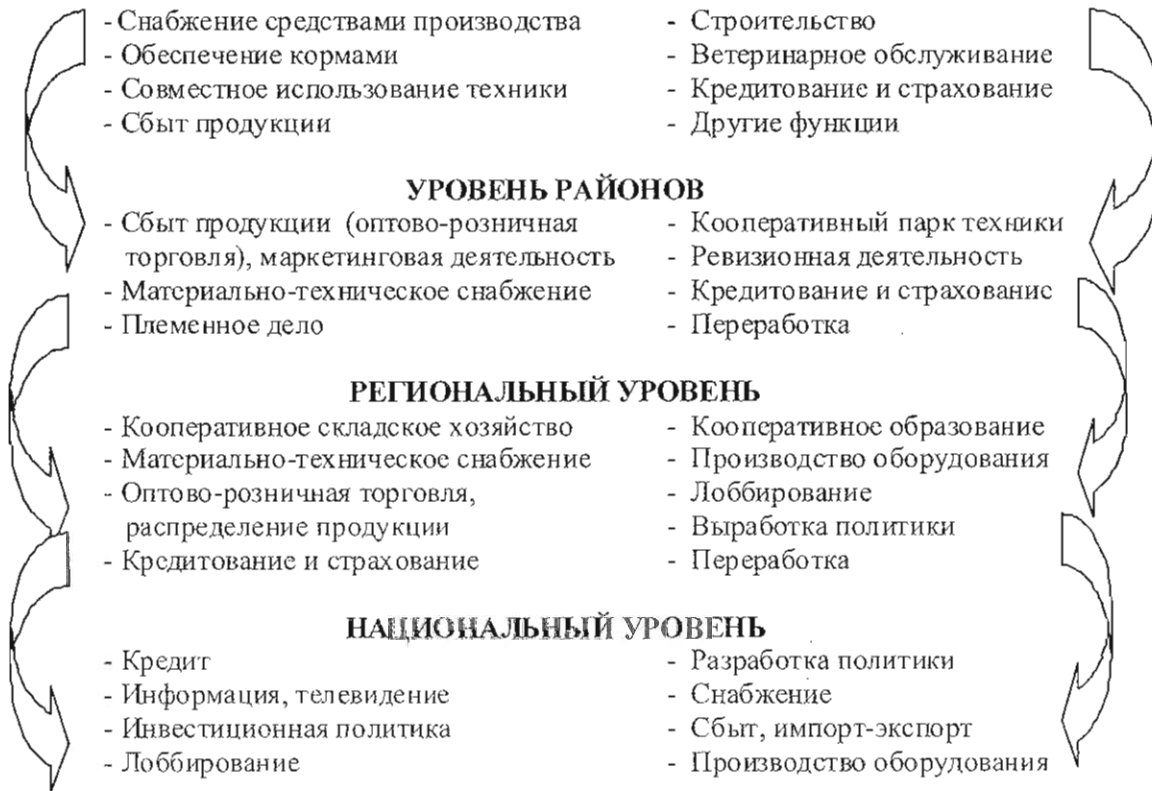 - Снабжение средствами производства
- Обеспечение кормами
- Совместное использование техники
- Сбыт продукции
- Строительство
- Ветеринарное обслуживание
- Кредитование и страхование
- Другие функции
УРОВЕНЬ РАЙОНОВ
- Сбыт продукции (оптово-розничная
торговля), маркетинговая деятельность
- Материально-техническое снабжение
- Племенное дело
- Кооперативный парк техники
- Ревизионная деятельность
- Кредитование и страхование
- Переработка
РЕГИОНАЛЬНЫЙ УРОВЕНЬ
- Кооперативное складское хозяйство
- Материально-техническое снабжение
- Оптово-розничная торговля,
распределение продукции
- Кредитование и страхование
- Кооперативное образование
- Производство оборудования
- Лоббирование
- Выработка политики
- Переработка
НАЦИОНАЛЬНЫЙ УРОВЕНЬ
- Кредит
- Информация, телевидение
- Инвестиционная политика
- Лоббирование
- Разработка политики
- Снабжение
- Сбыт, импорт-экспорт
- Производство оборудования